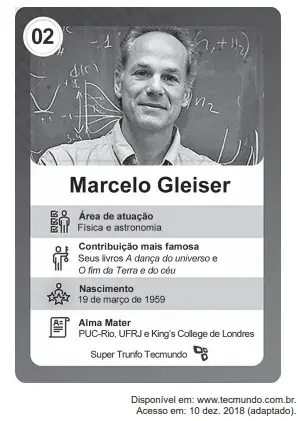 02
Marcelo Gleiser
Área de atuação
Física e astronomia
Contribuição mais famosa
Seus livros A dança do universo e
O fim da Terra e do céu
Nascimento
19 de março de 1959
Alma Mater
PUC-Rio, UFRJ e King's College de Londres
Super Trunfo Tecmundo
Disponível em: www.tecmundo.com.br.
Acesso em: 10 dez. 2018 (adaptado).